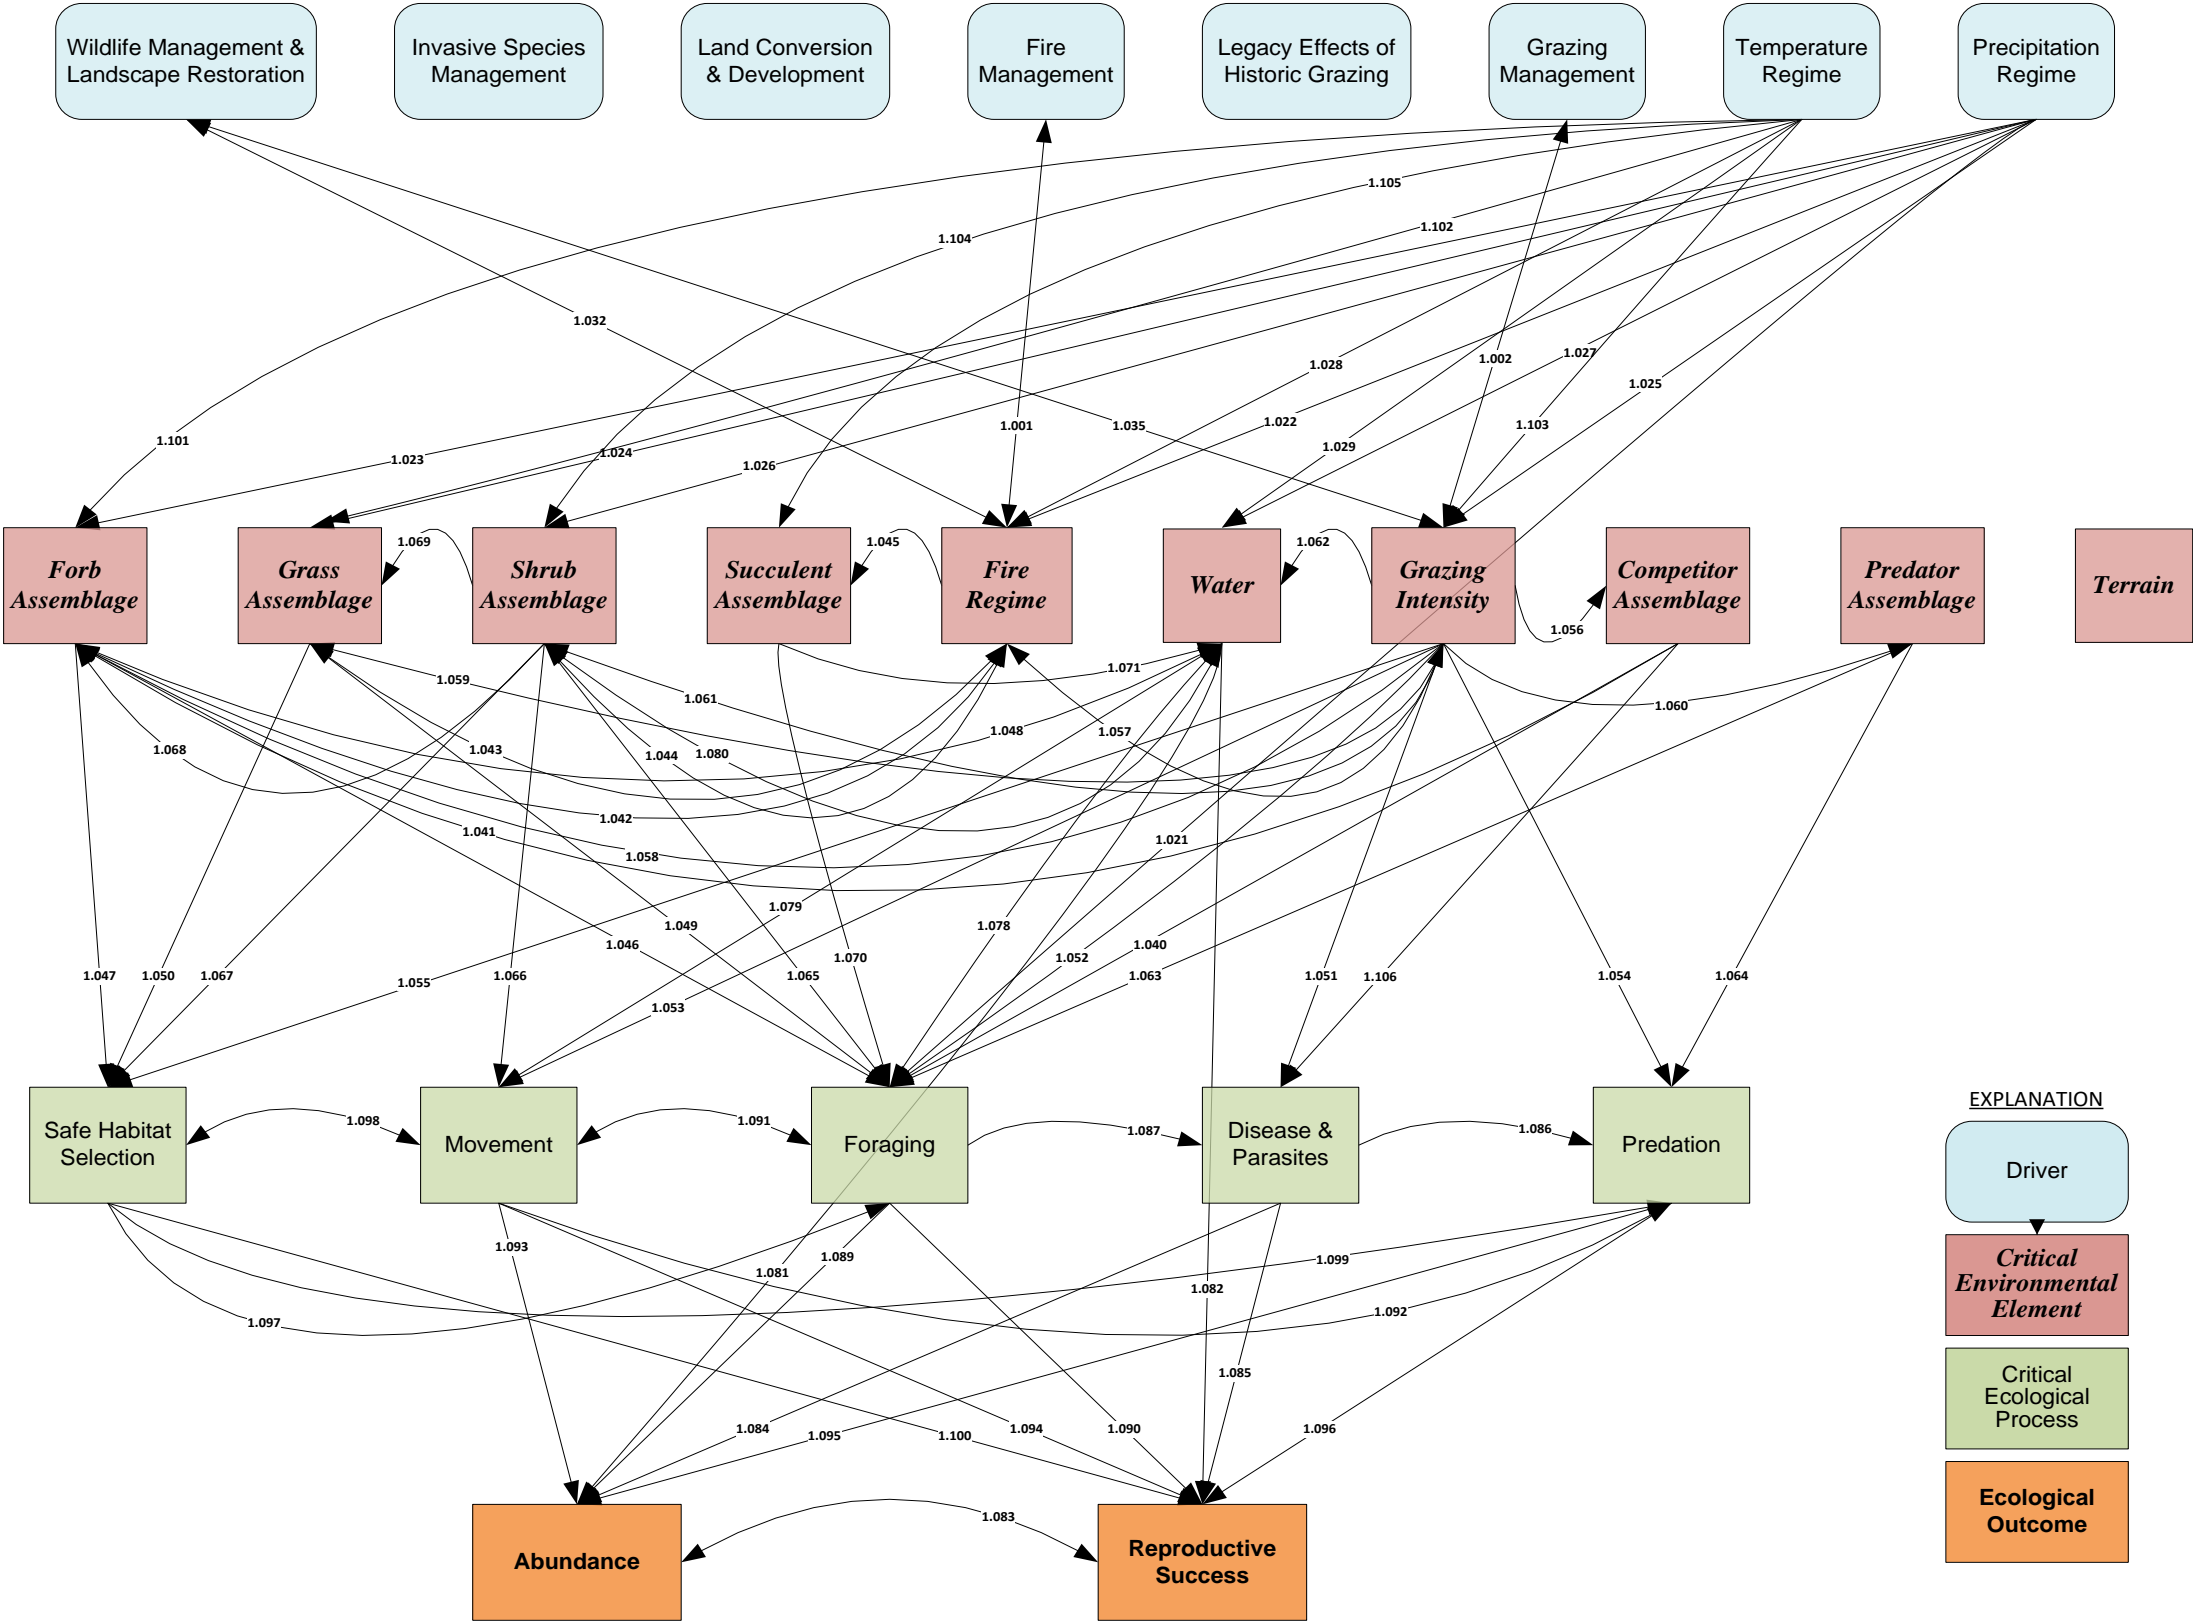 Wildlife Management &
Landscape Restoration
Invasive Species
Management
Land Conversion
& Development
Fire
Management
Legacy Effects of
Historic Grazing
Grazing
Management
Temperature
Regime
Precipitation
Regime
1.105
1.102
1.104
1.032
1.027
1.002
1.028
1.025
1.022
1.103
1.001
1.035
1.101
1.029
1.024
1.023
1.026
1.069
1.045
1.062
1.056
Forb
Assemblage
Grass
Assemblage
Shrub
Assemblage
Succulent
Assemblage
Fire
Regime
Water
Grazing
Intensity
Competitor
Assemblage
Predator
Assemblage
Terrain
1.071
1.059
1.061
1.060
1.048
1.057
1.068
1.043
1.044
1.080
1.042
1.041
1.058
1.021
1.079
1.049
1.078
1.046
1.040
1.070
1.052
1.047
1.050
1.067
1.055
1.066
1.065
1.063
1.051
1.106
1.054
1.064
1.053
Safe Habitat
Selection
Movement
Foraging
Disease &
Parasites
Predation
1.098
1.091
1.087
1.086
1.093
1.089
1.081
1.099
1.082
1.097
1.092
1.085
1.084
1.095
1.100
1.094
1.090
1.096
1.083
Abundance
Reproductive
Success
EXPLANATION
Driver
Critical
Environmental
Element
Critical
Ecological
Process
Ecological
Outcome